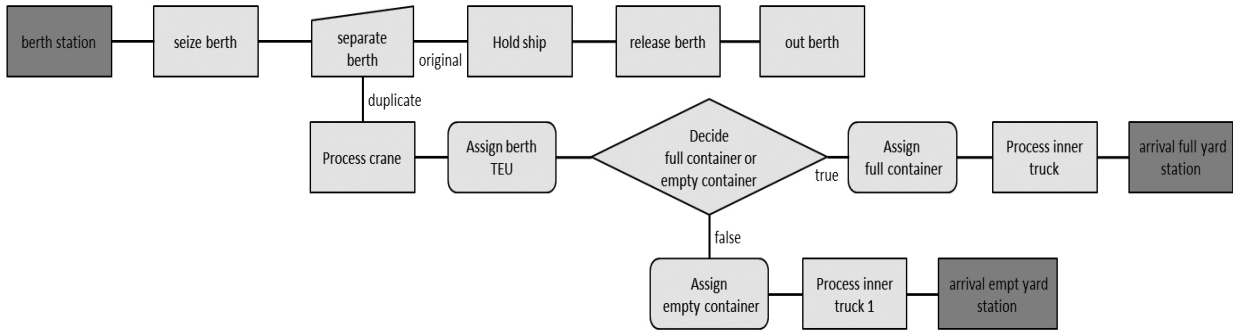 berth station
seize berth
separate
berth
original
Hold ship
release berth
out berth
duplicate
Process crane
Assign berth
TEU
Decide
full container or
empty container
true
Assign
full container
Process inner
truck
arrival full yard
station
false
Assign
empty container
Process inner
truck 1
arrival empt yard
station